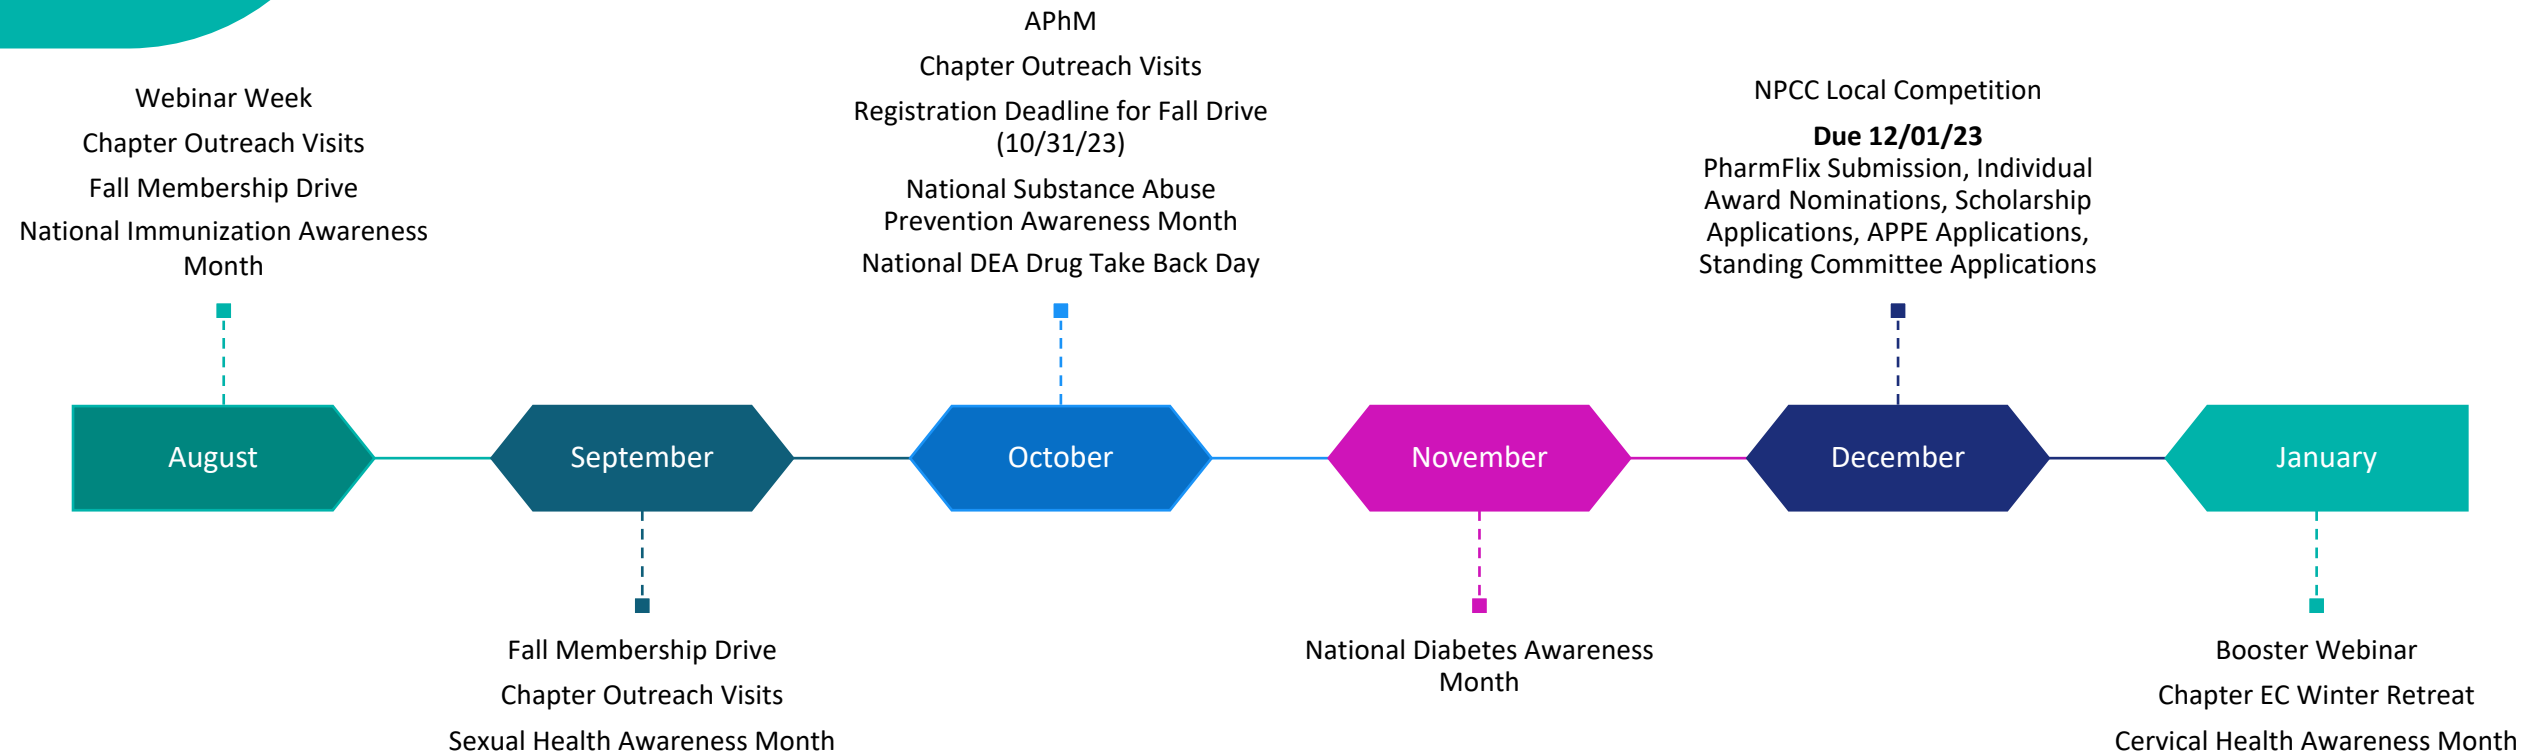 Webinar Week
Chapter Outreach Visits
Fall Membership Drive
National Immunization Awareness
Month
APhM
Chapter Outreach Visits
Registration Deadline for Fall Drive
(10/31/23)
National Substance Abuse
Prevention Awareness Month
National DEA Drug Take Back Day
NPCC Local Competition
Due 12/01/23
PharmFlix Submission, Individual
Award Nominations, Scholarship
Applications, APPE Applications,
Standing Committee Applications
August
September
October
November
December
January
Fall Membership Drive
Chapter Outreach Visits
Sexual Health Awareness Month
National Diabetes Awareness
Month
Booster Webinar
Chapter EC Winter Retreat
Cervical Health Awareness Month